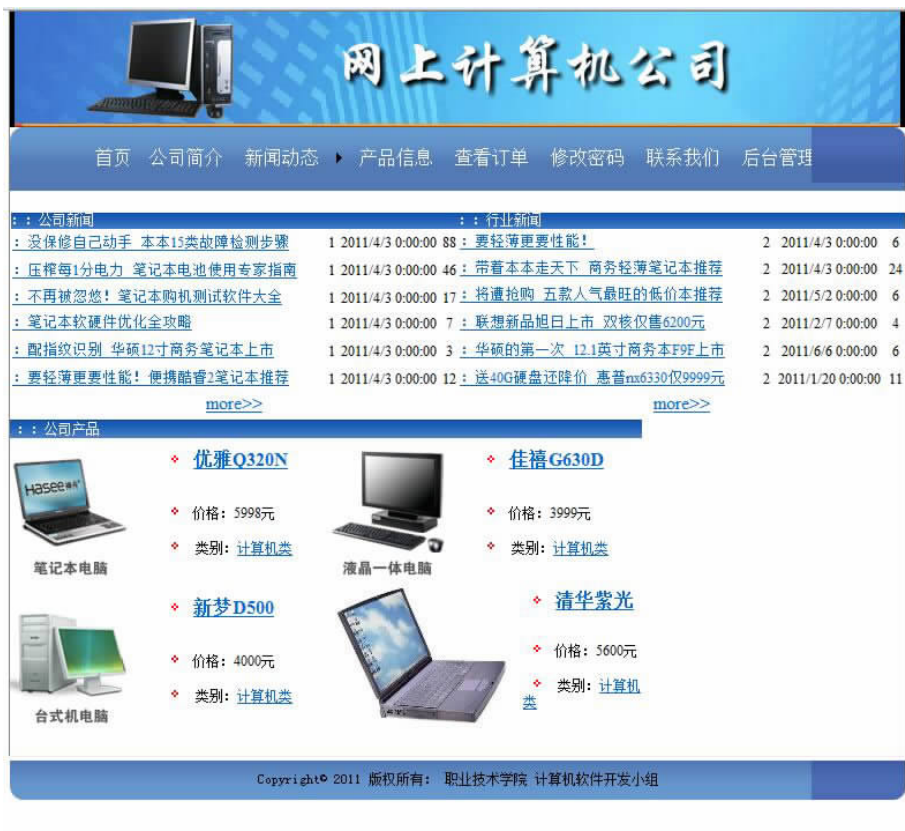 网上计算机公司
首页 公司简介 新闻动态 产品信息 查看订单 修改密码 联系我们 后台管理
: : 公司新闻
: 没保修自己动手 本本15类故障检测步骤 1 2011/4/3 0:00:00 88
: 压榨每1分电力 笔记本电池使用专家指南 1 2011/4/3 0:00:00 46
: 不再被忽悠！笔记本购机测试软件大全 1 2011/4/3 0:00:00 17
: 笔记本软硬件优化全攻略 1 2011/4/3 0:00:00 7
: 配指纹识别 华硕12寸商务笔记本上市 1 2011/4/3 0:00:00 3
: 要轻薄更要性能！便携酷睿2笔记本推荐 1 2011/4/3 0:00:00 12
more>>
: : 行业新闻
: 要轻薄更要性能！ 2 2011/4/3 0:00:00 6
: 带着本本走天下 商务轻薄笔记本推荐 2 2011/4/3 0:00:00 24
: 将遭抢购 五款人气最旺的低价本推荐 2 2011/5/2 0:00:00 6
: 联想新品旭日上市 双核仅售6200元 2 2011/2/7 0:00:00 4
: 华硕的第一次 12.1英寸商务本F9F上市 2 2011/6/6 0:00:00 6
: 送40G硬盘还降价 惠普nx6330仅9999元 2 2011/1/20 0:00:00 11
more>>
: : 公司产品
Hasee神舟
笔记本电脑
优雅Q320N
价格：5998元
类别：计算机类
液晶一体电脑
佳禧G630D
价格：3999元
类别：计算机类
台式机电脑
新梦D500
价格：4000元
类别：计算机类
清华紫光
价格：5600元
类别：计算机
类
Copyright© 2011 版权所有： 职业技术学院 计算机软件开发小组